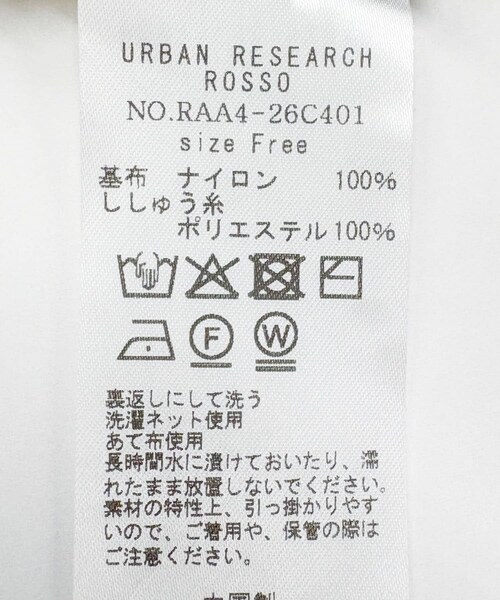 URBAN RESEARCH
ROSSO
NO.RAA4-26C401
size Free
基布 ナイロン 100%
ししゅう糸
ポリエステル100%
F W
裏返しにして洗う
洗濯ネット使用
あて布使用
長時間水に漬けておいたり、濡
れたまま放置しないでください。
素材の特性上、引っ掛かりやす
いので、ご着用や、保管の際は
ご注意ください。